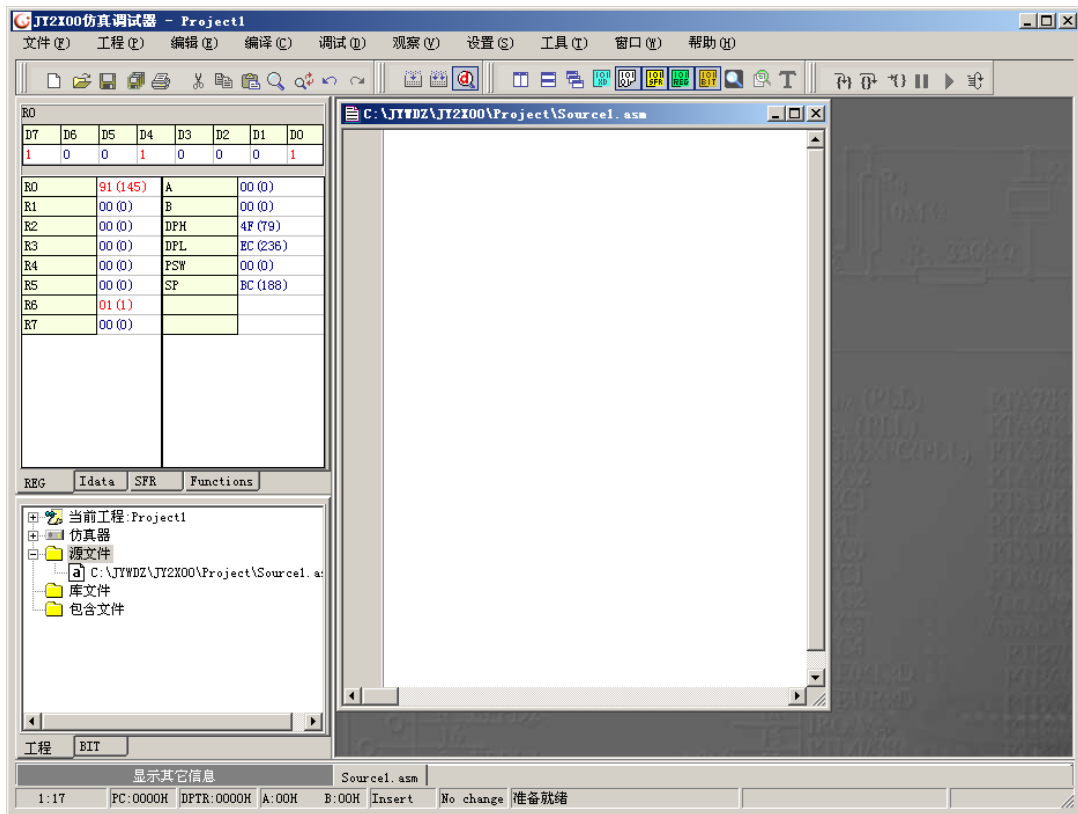 JY2X00仿真调试器 - Project1
文件(F) 工程(P) 编辑(E) 编译(C) 调试(D) 观察(V) 设置(S) 工具(T) 窗口(W) 帮助(H)
R0
D7 D6 D5 D4 D3 D2 D1 D0
1 0 0 1 0 0 0 1
R0 91(145) A 00(0)
R1 00(0) B 00(0)
R2 00(0) DPH 4F(79)
R3 00(0) DPL EC(236)
R4 00(0) PSW 00(0)
R5 00(0) SP BC(188)
R6 01(1)
R7 00(0)
REG Idata SFR Functions
当前工程:Project1
仿真器
源文件
C:\JYWDZ\JY2X00\Project\Source1.a
库文件
包含文件
工程 BIT
C:\JYWDZ\JY2X00\Project\Source1.asm
显示其它信息 Source1.asm
1:17 PC:0000H DPTR:0000H A:00H B:00H Insert No change 准备就绪